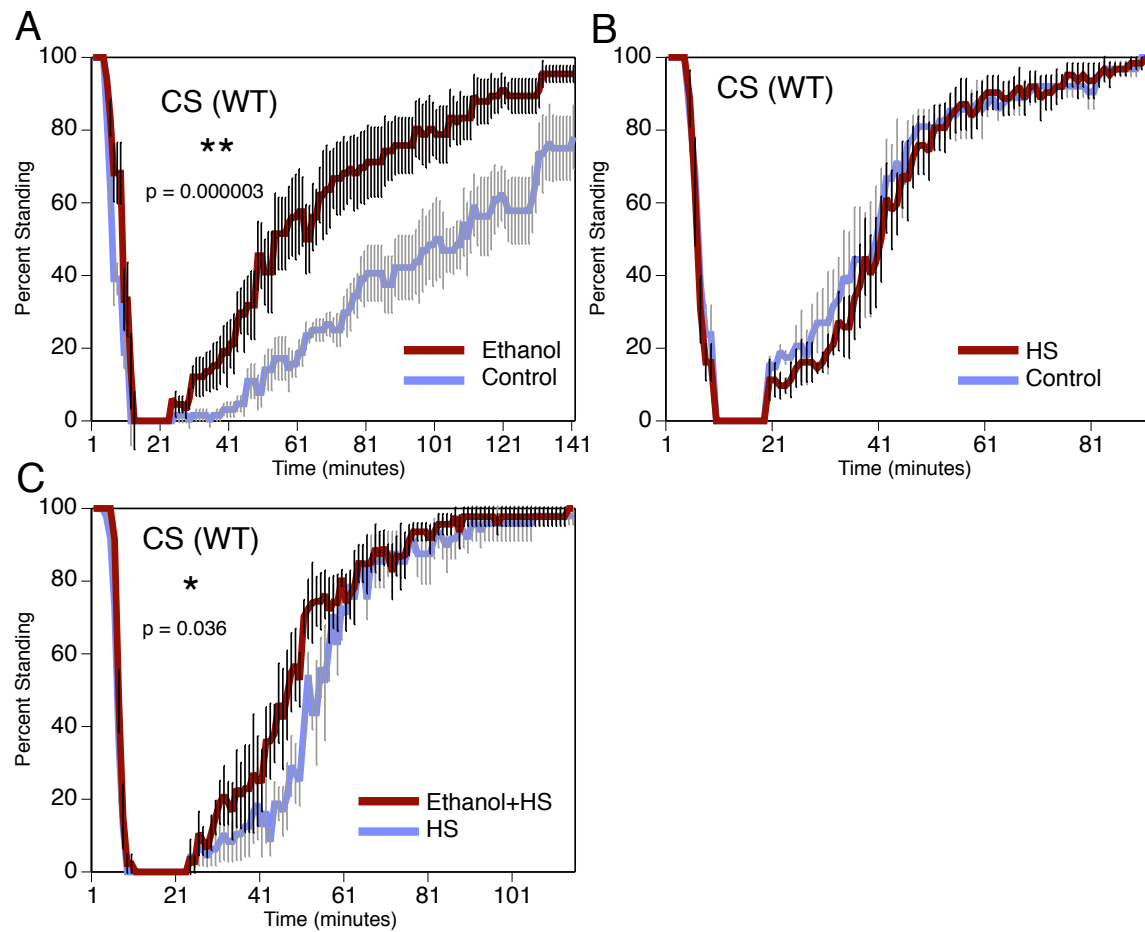 A
100
80
60
40
20
0
Percent Standing
CS (WT)
**
p = 0.000003
Ethanol
Control
1 21 41 61 81 101 121 141
Time (minutes)
B
100
80
60
40
20
0
Percent Standing
CS (WT)
HS
Control
1 21 41 61 81
Time (minutes)
C
100
80
60
40
20
0
Percent Standing
CS (WT)
*
p = 0.036
Ethanol+HS
HS
1 21 41 61 81 101
Time (minutes)